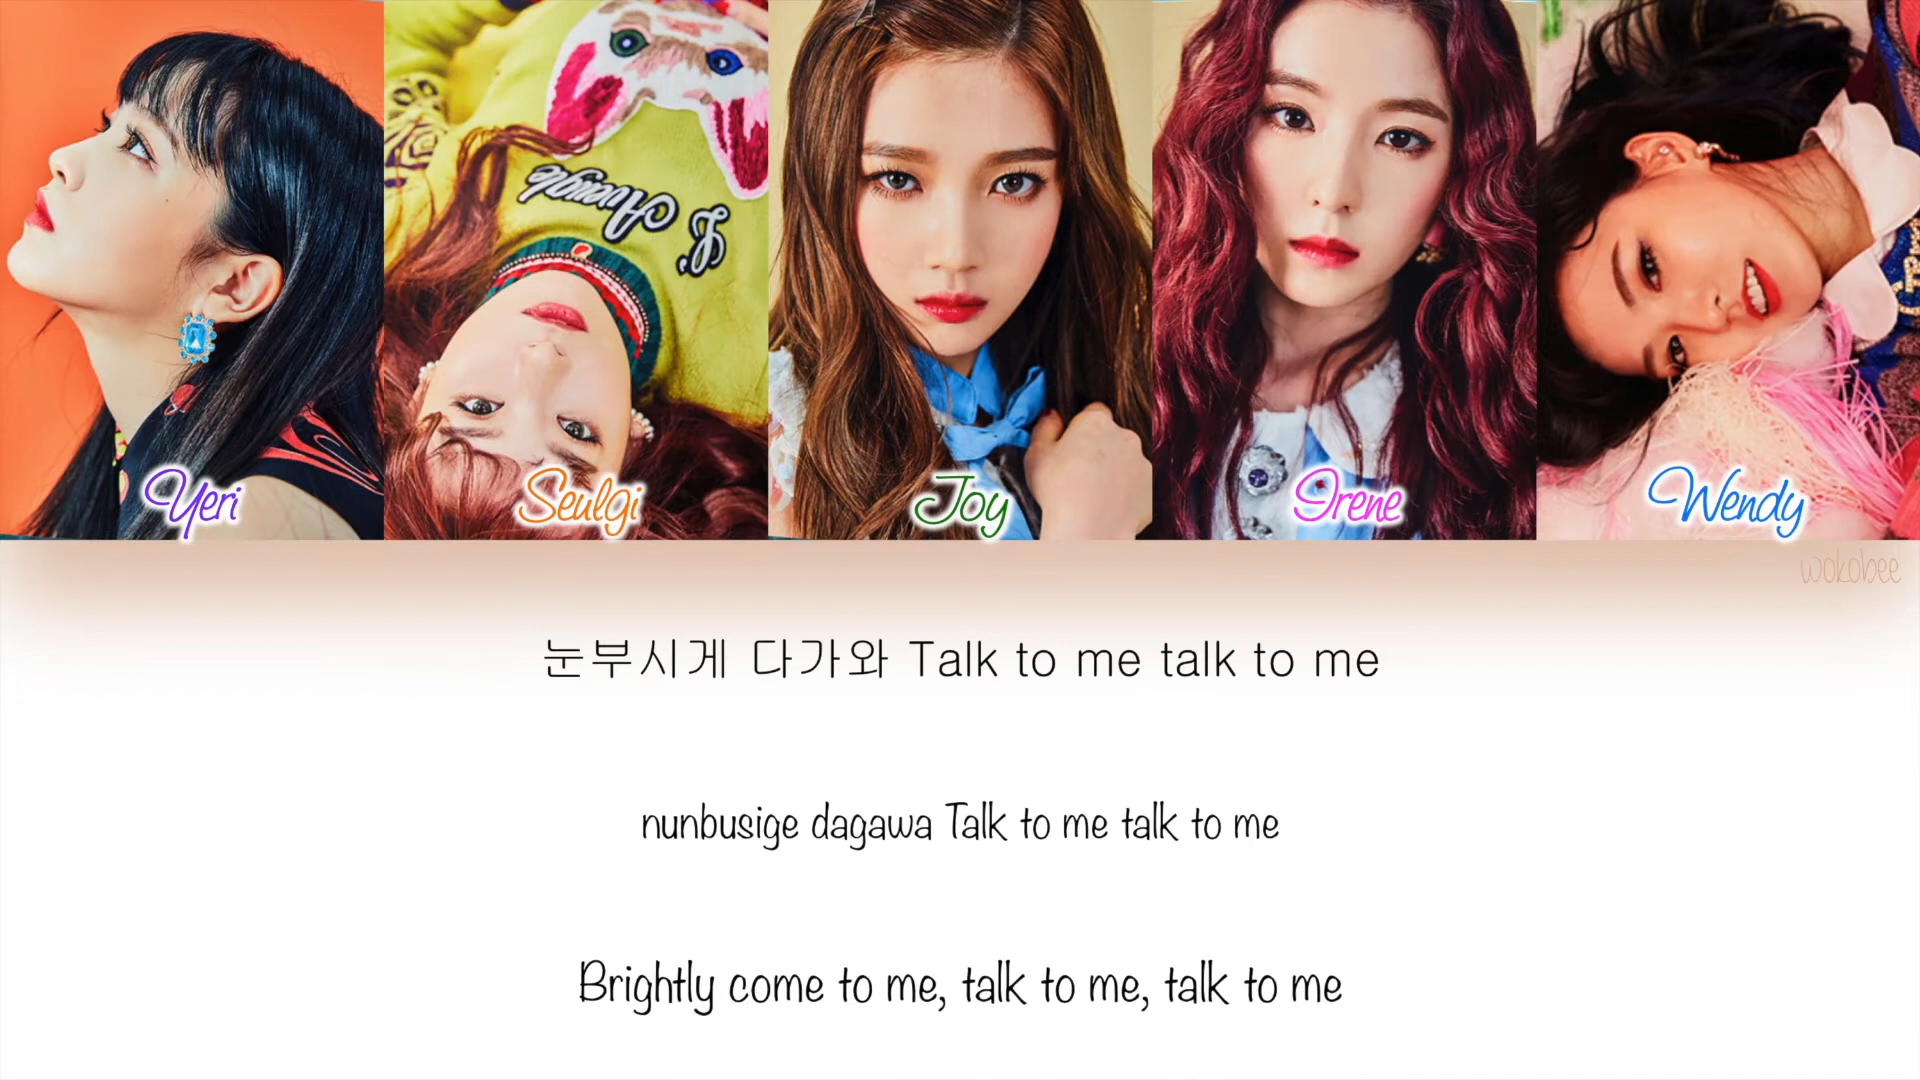 L'Aveugle
Yeri
Seulgi
Joy
Irene
Wendy
wokobee
눈부시게 다가와 Talk to me talk to me
nunbusige dagawa Talk to me talk to me
Brightly come to me, talk to me, talk to me